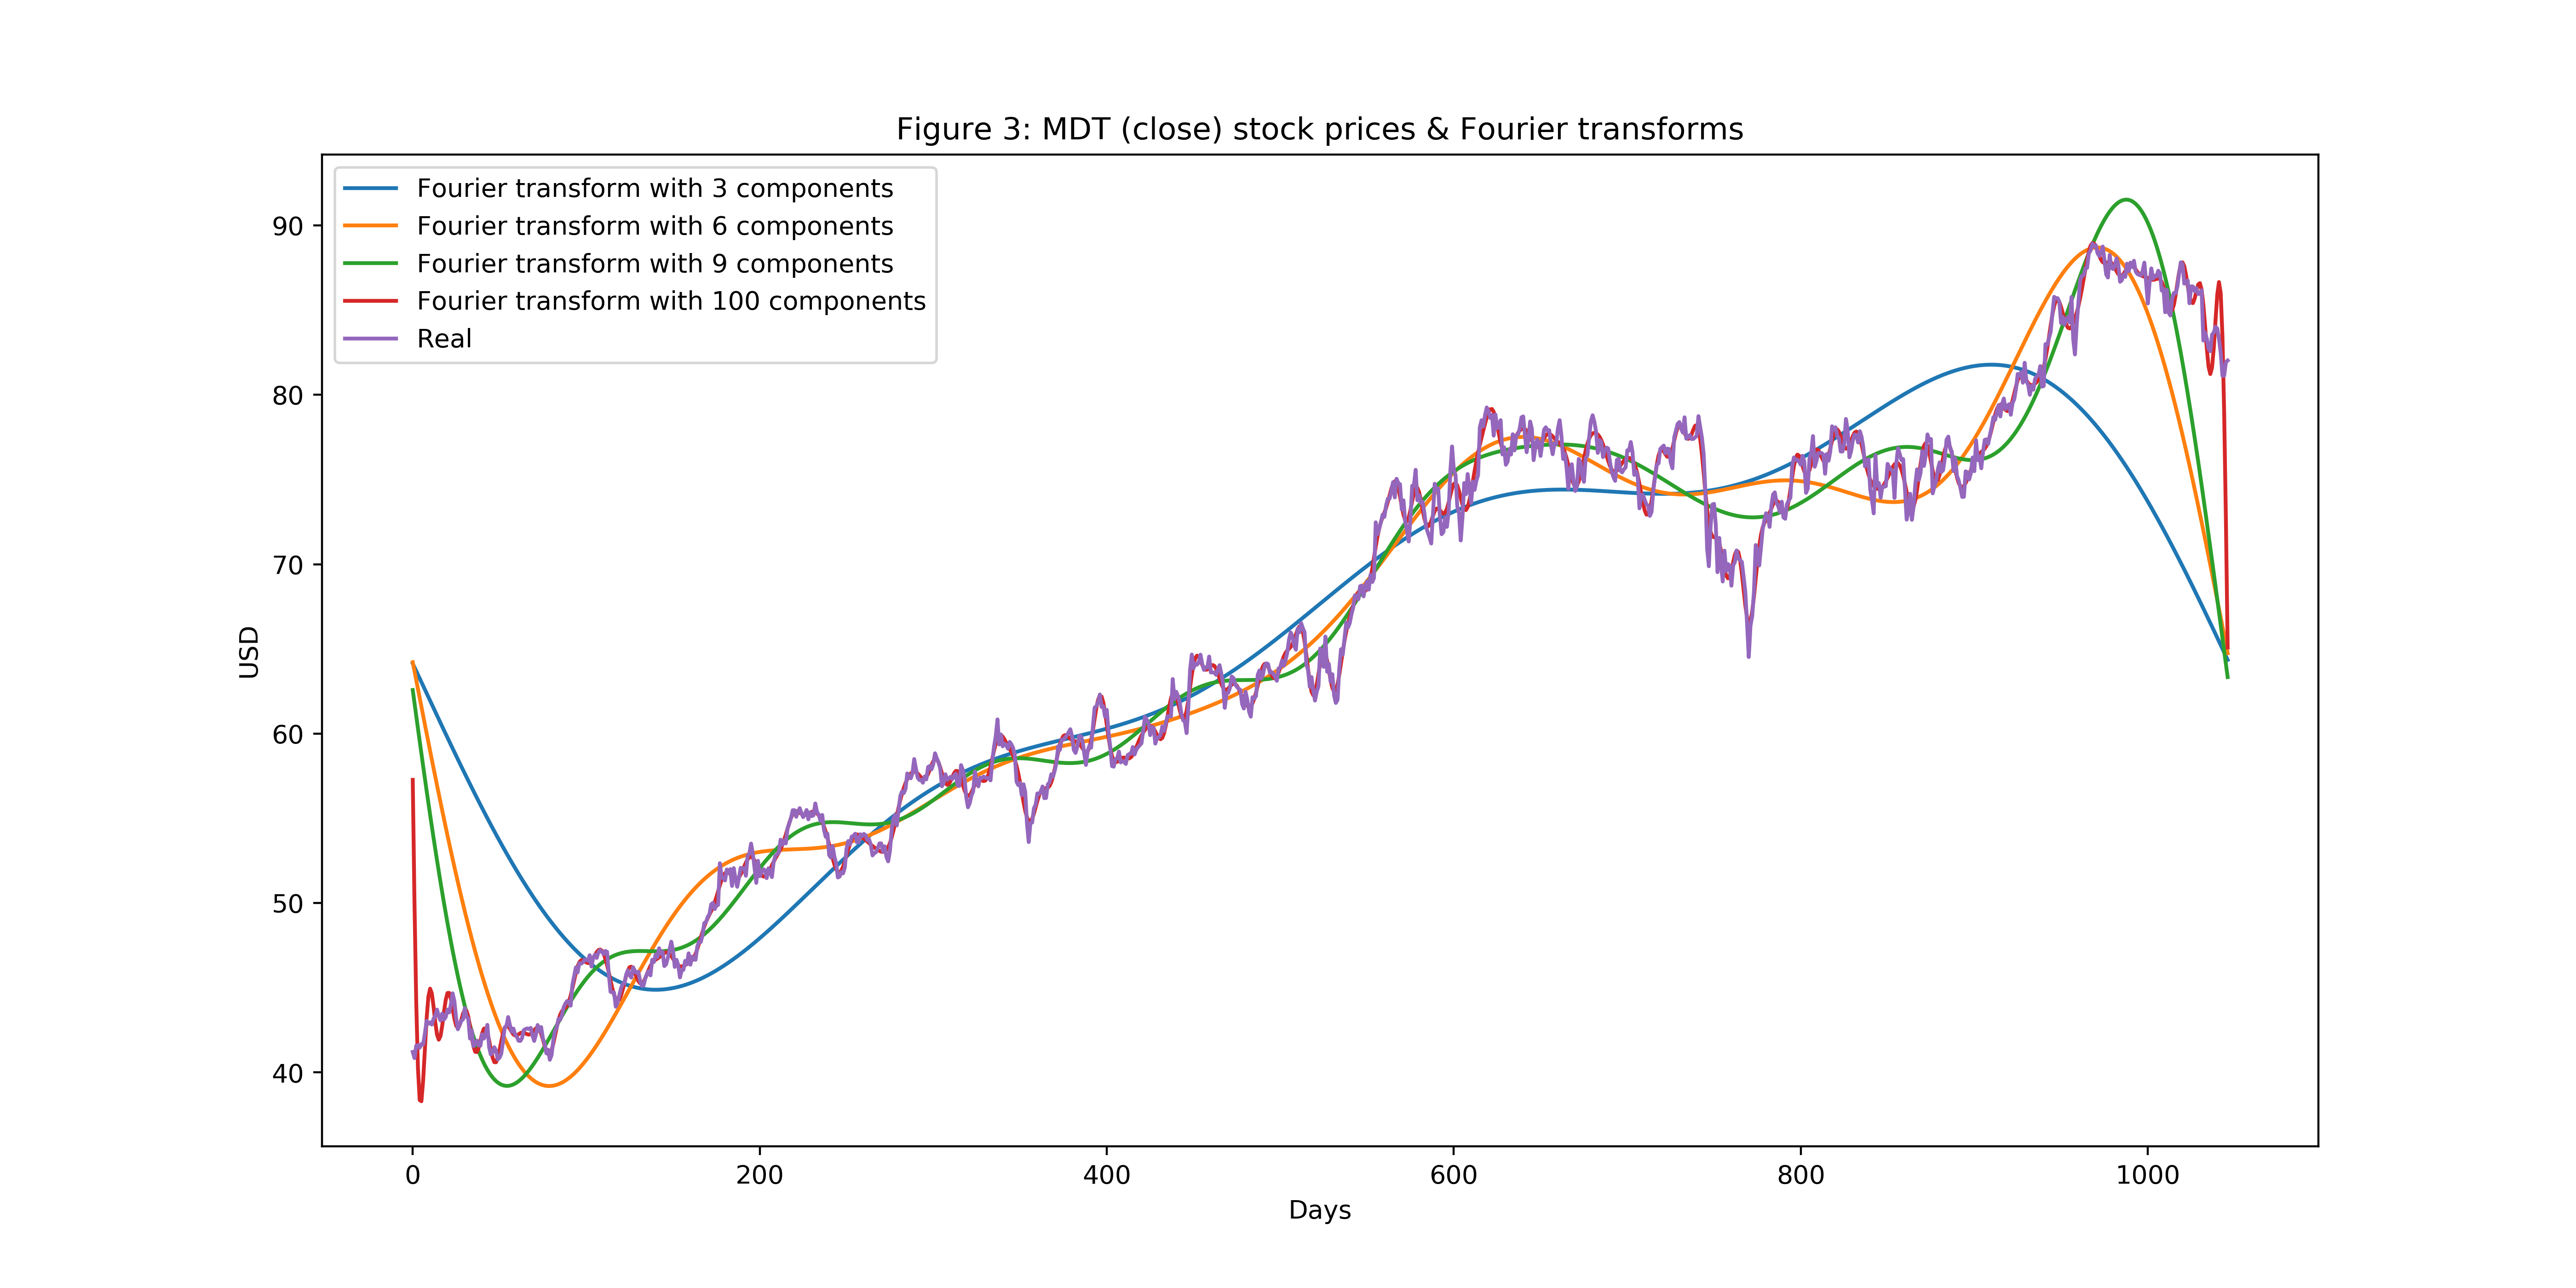 Figure 3: MDT (close) stock prices & Fourier transforms
Fourier transform with 3 components
Fourier transform with 6 components
Fourier transform with 9 components
Fourier transform with 100 components
Real
90
80
70
60
50
40
USD
0 200 400 600 800 1000
Days